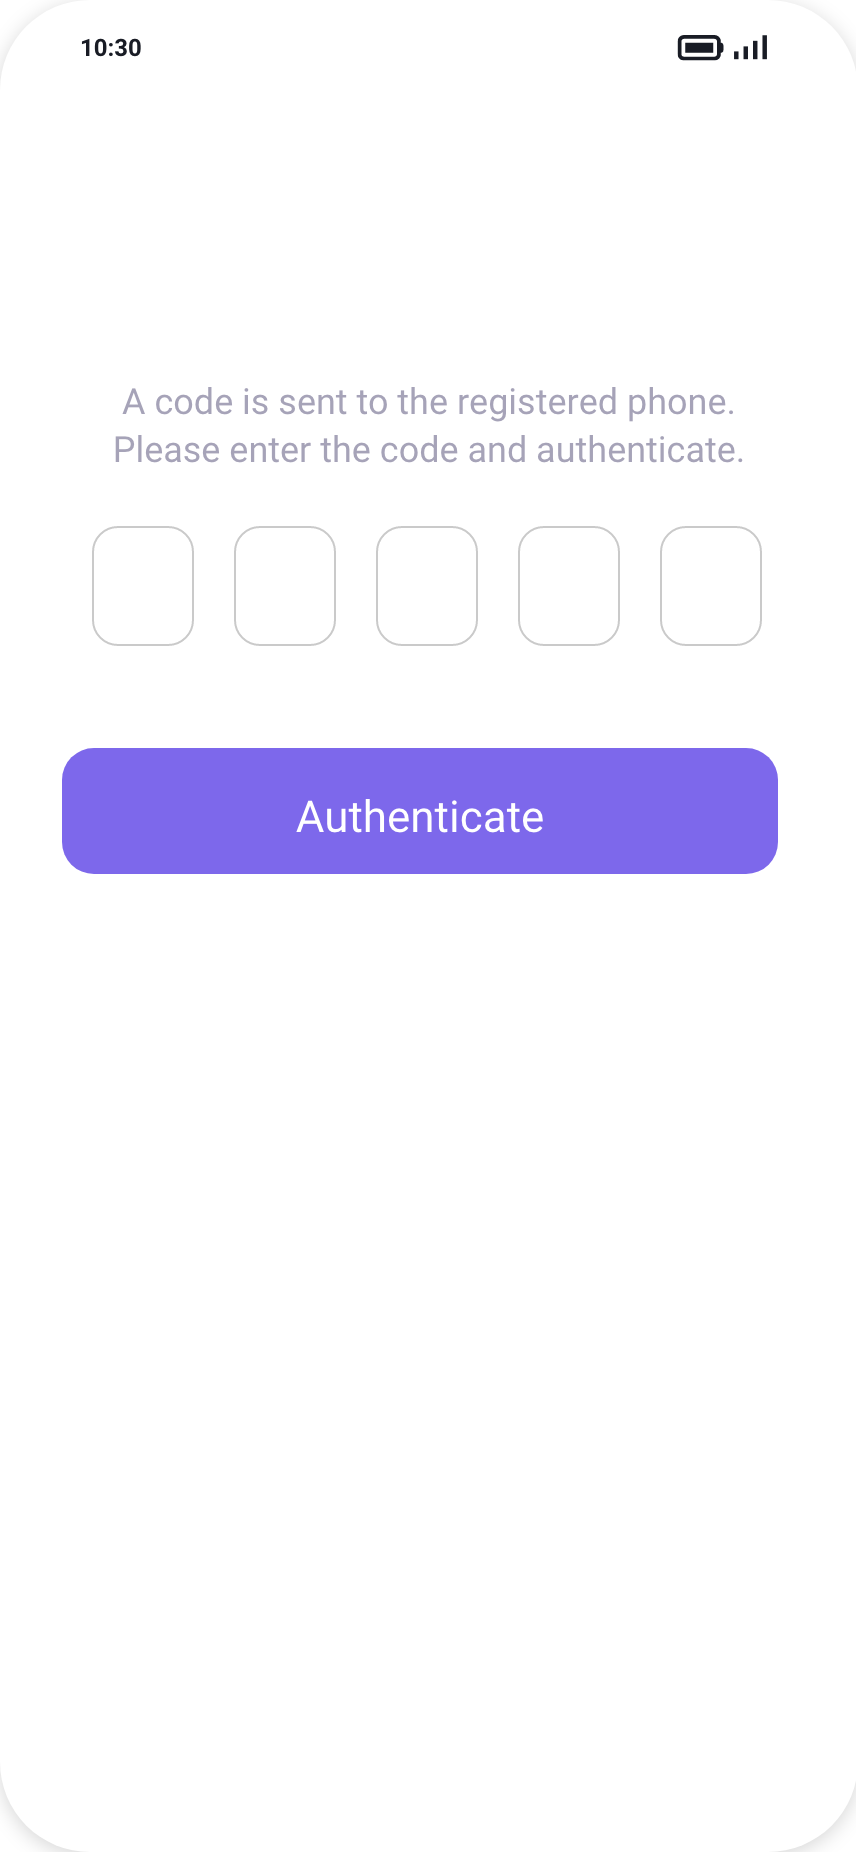 10:30
A code is sent to the registered phone.
Please enter the code and authenticate.
Authenticate